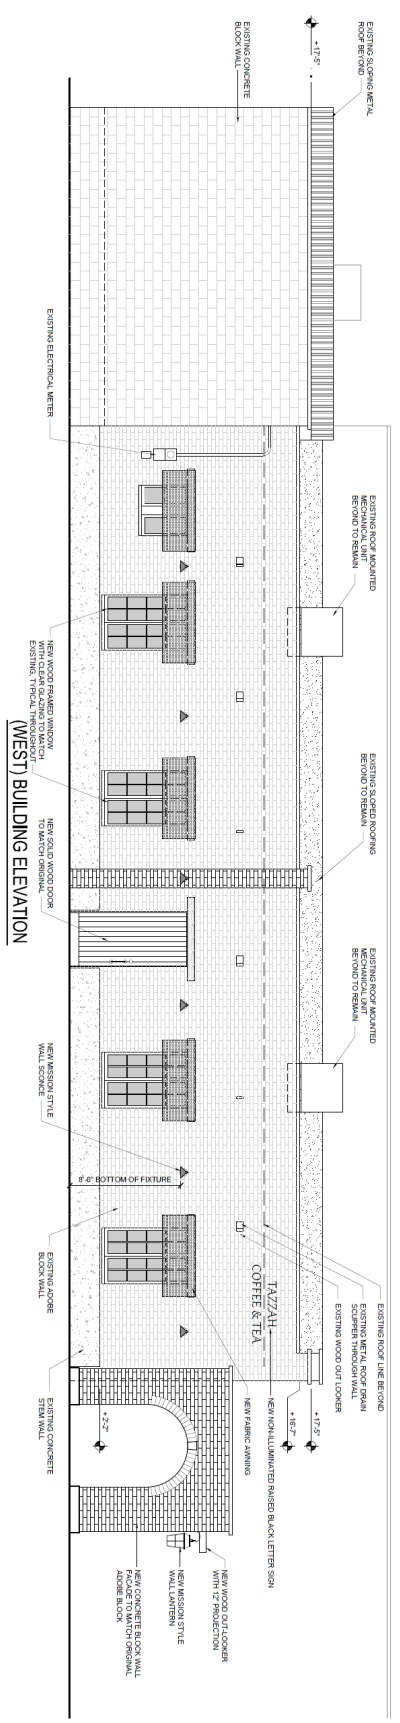 EXISTING SLOPING METAL
ROOF BEYOND
+ 17'-5"
EXISTING CONCRETE
BLOCK WALL
EXISTING ELECTRICAL METER
EXISTING ROOF MOUNTED
MECHANICAL UNIT
BEYOND TO REMAIN
NEW WOOD FRAMED WINDOW
WITH CLEAR GLAZING TO MATCH
EXISTING, TYPICAL THROUGHOUT
EXISTING SLOPED ROOFING
BEYOND TO REMAIN
NEW SOLID WOOD DOOR
TO MATCH ORIGINAL
EXISTING ROOF MOUNTED
MECHANICAL UNIT
BEYOND TO REMAIN
NEW MISSION STYLE
WALL SCONCE
8'-0" BOTTOM OF FIXTURE
EXISTING ADOBE
BLOCK WALL
TAZZAH
COFFEE & TEA
EXISTING ROOF LINE BEYOND
EXISTING METAL ROOF DRAIN
SCUPPER THROUGH WALL
EXISTING WOOD OUT LOOKER
+ 17'-5"
+ 16'-7"
NEW NON-ILLUMINATED RAISED BLACK LETTER SIGN
NEW FABRIC AWNING
+ 2'-2"
EXISTING CONCRETE
STEM WALL
NEW WOOD OUT-LOOKER
WITH 12" PROJECTION
NEW MISSION STYLE
WALL LANTERN
NEW CONCRETE BLOCK WALL
FACADE TO MATCH ORIGINAL
ADOBE BLOCK
(WEST) BUILDING ELEVATION